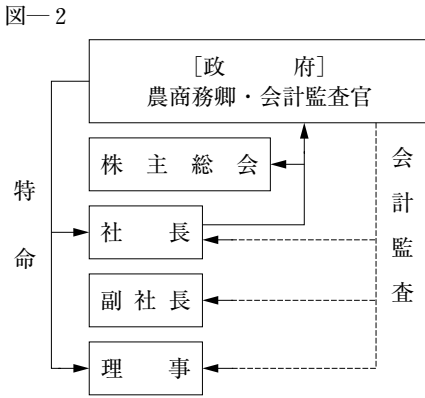 図―2
[政　府]
農商務卿・会計監査官
株主総会
社長
副社長
理事
特命
会計監査